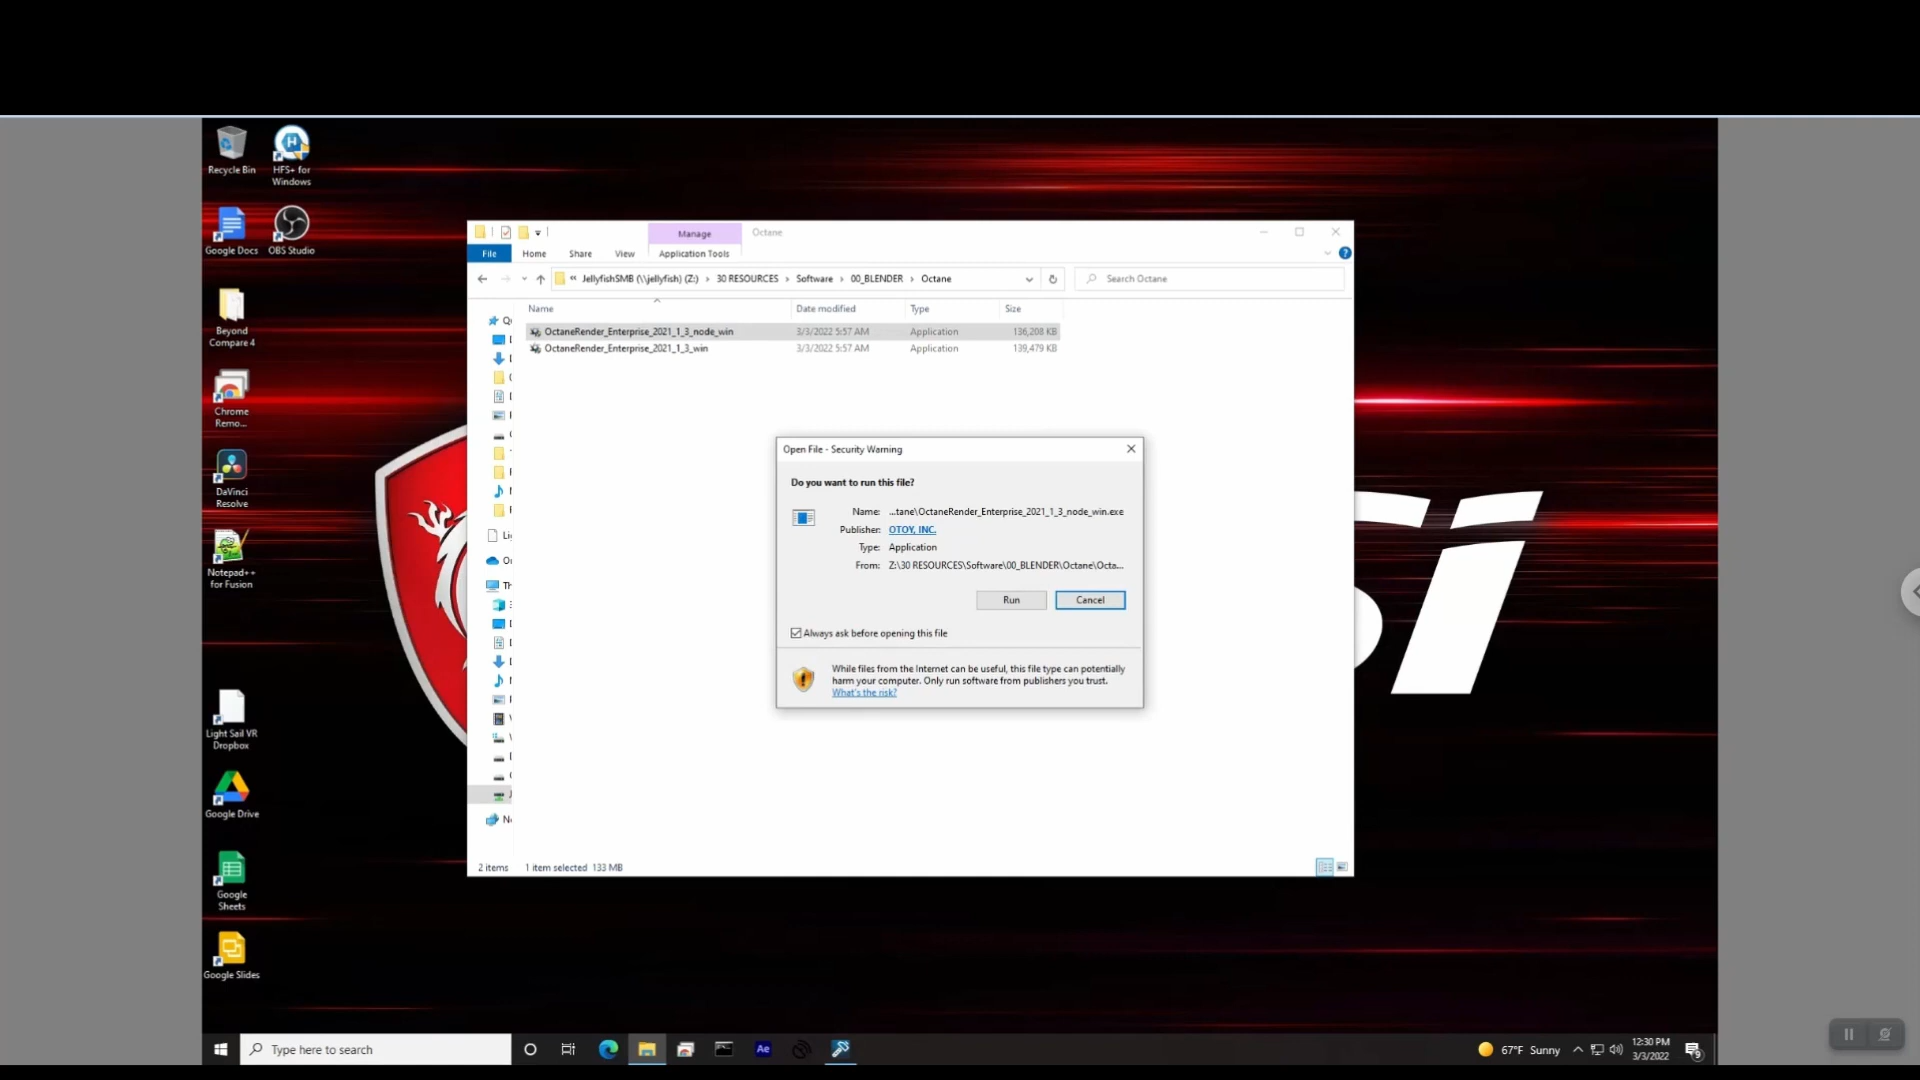 Recycle Bin
HFS+ for
Windows
Google Docs
OBS Studio
Beyond
Compare 4
Chrome
Remo...
DaVinci
Resolve
Notepad++
for Fusion
Light Sail VR
Dropbox
Google Drive
Google
Sheets
Google Slides
Manage
Octane
File
Home
Share
View
Application Tools
« JellyfishSMB (\\jellyfish) (Z:) › 30 RESOURCES › Software › 00_BLENDER › Octane
Search Octane
Name
Date modified
Type
Size
OctaneRender_Enterprise_2021_1_3_node_win 3/3/2022 5:57 AM Application 136,208 KB
OctaneRender_Enterprise_2021_1_3_win 3/3/2022 5:57 AM Application 139,479 KB
Open File - Security Warning
Do you want to run this file?
Name: ...tane\OctaneRender_Enterprise_2021_1_3_node_win.exe
Publisher: OTOY, INC.
Type: Application
From: Z:\30 RESOURCES\Software\00_BLENDER\Octane\Octa...
Run
Cancel
Always ask before opening this file
While files from the Internet can be useful, this file type can potentially
harm your computer. Only run software from publishers you trust.
What's the risk?
2 items
1 item selected 133 MB
Type here to search
Ae
67°F Sunny
12:30 PM
3/3/2022
9